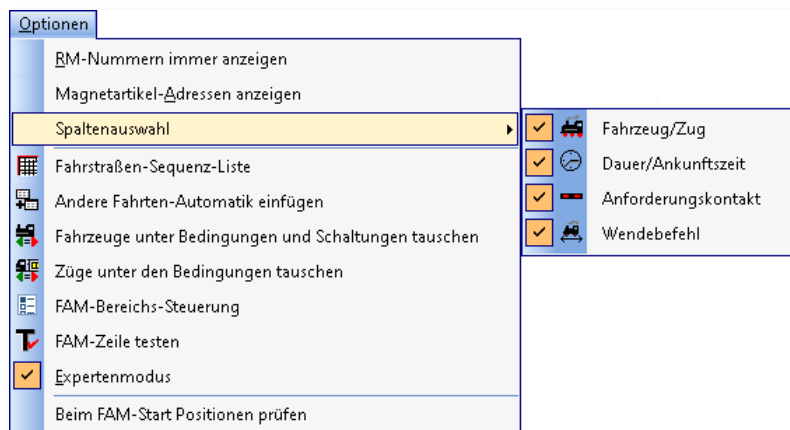 Optionen
RM-Nummern immer anzeigen
Magnetartikel-Adressen anzeigen
Spaltenauswahl
Fahrzeug/Zug
Dauer/Ankunftszeit
Anforderungskontakt
Wendebefehl
Fahrstraßen-Sequenz-Liste
Andere Fahrten-Automatik einfügen
Fahrzeuge unter Bedingungen und Schaltungen tauschen
Züge unter den Bedingungen tauschen
FAM-Bereichs-Steuerung
FAM-Zeile testen
Expertenmodus
Beim FAM-Start Positionen prüfen